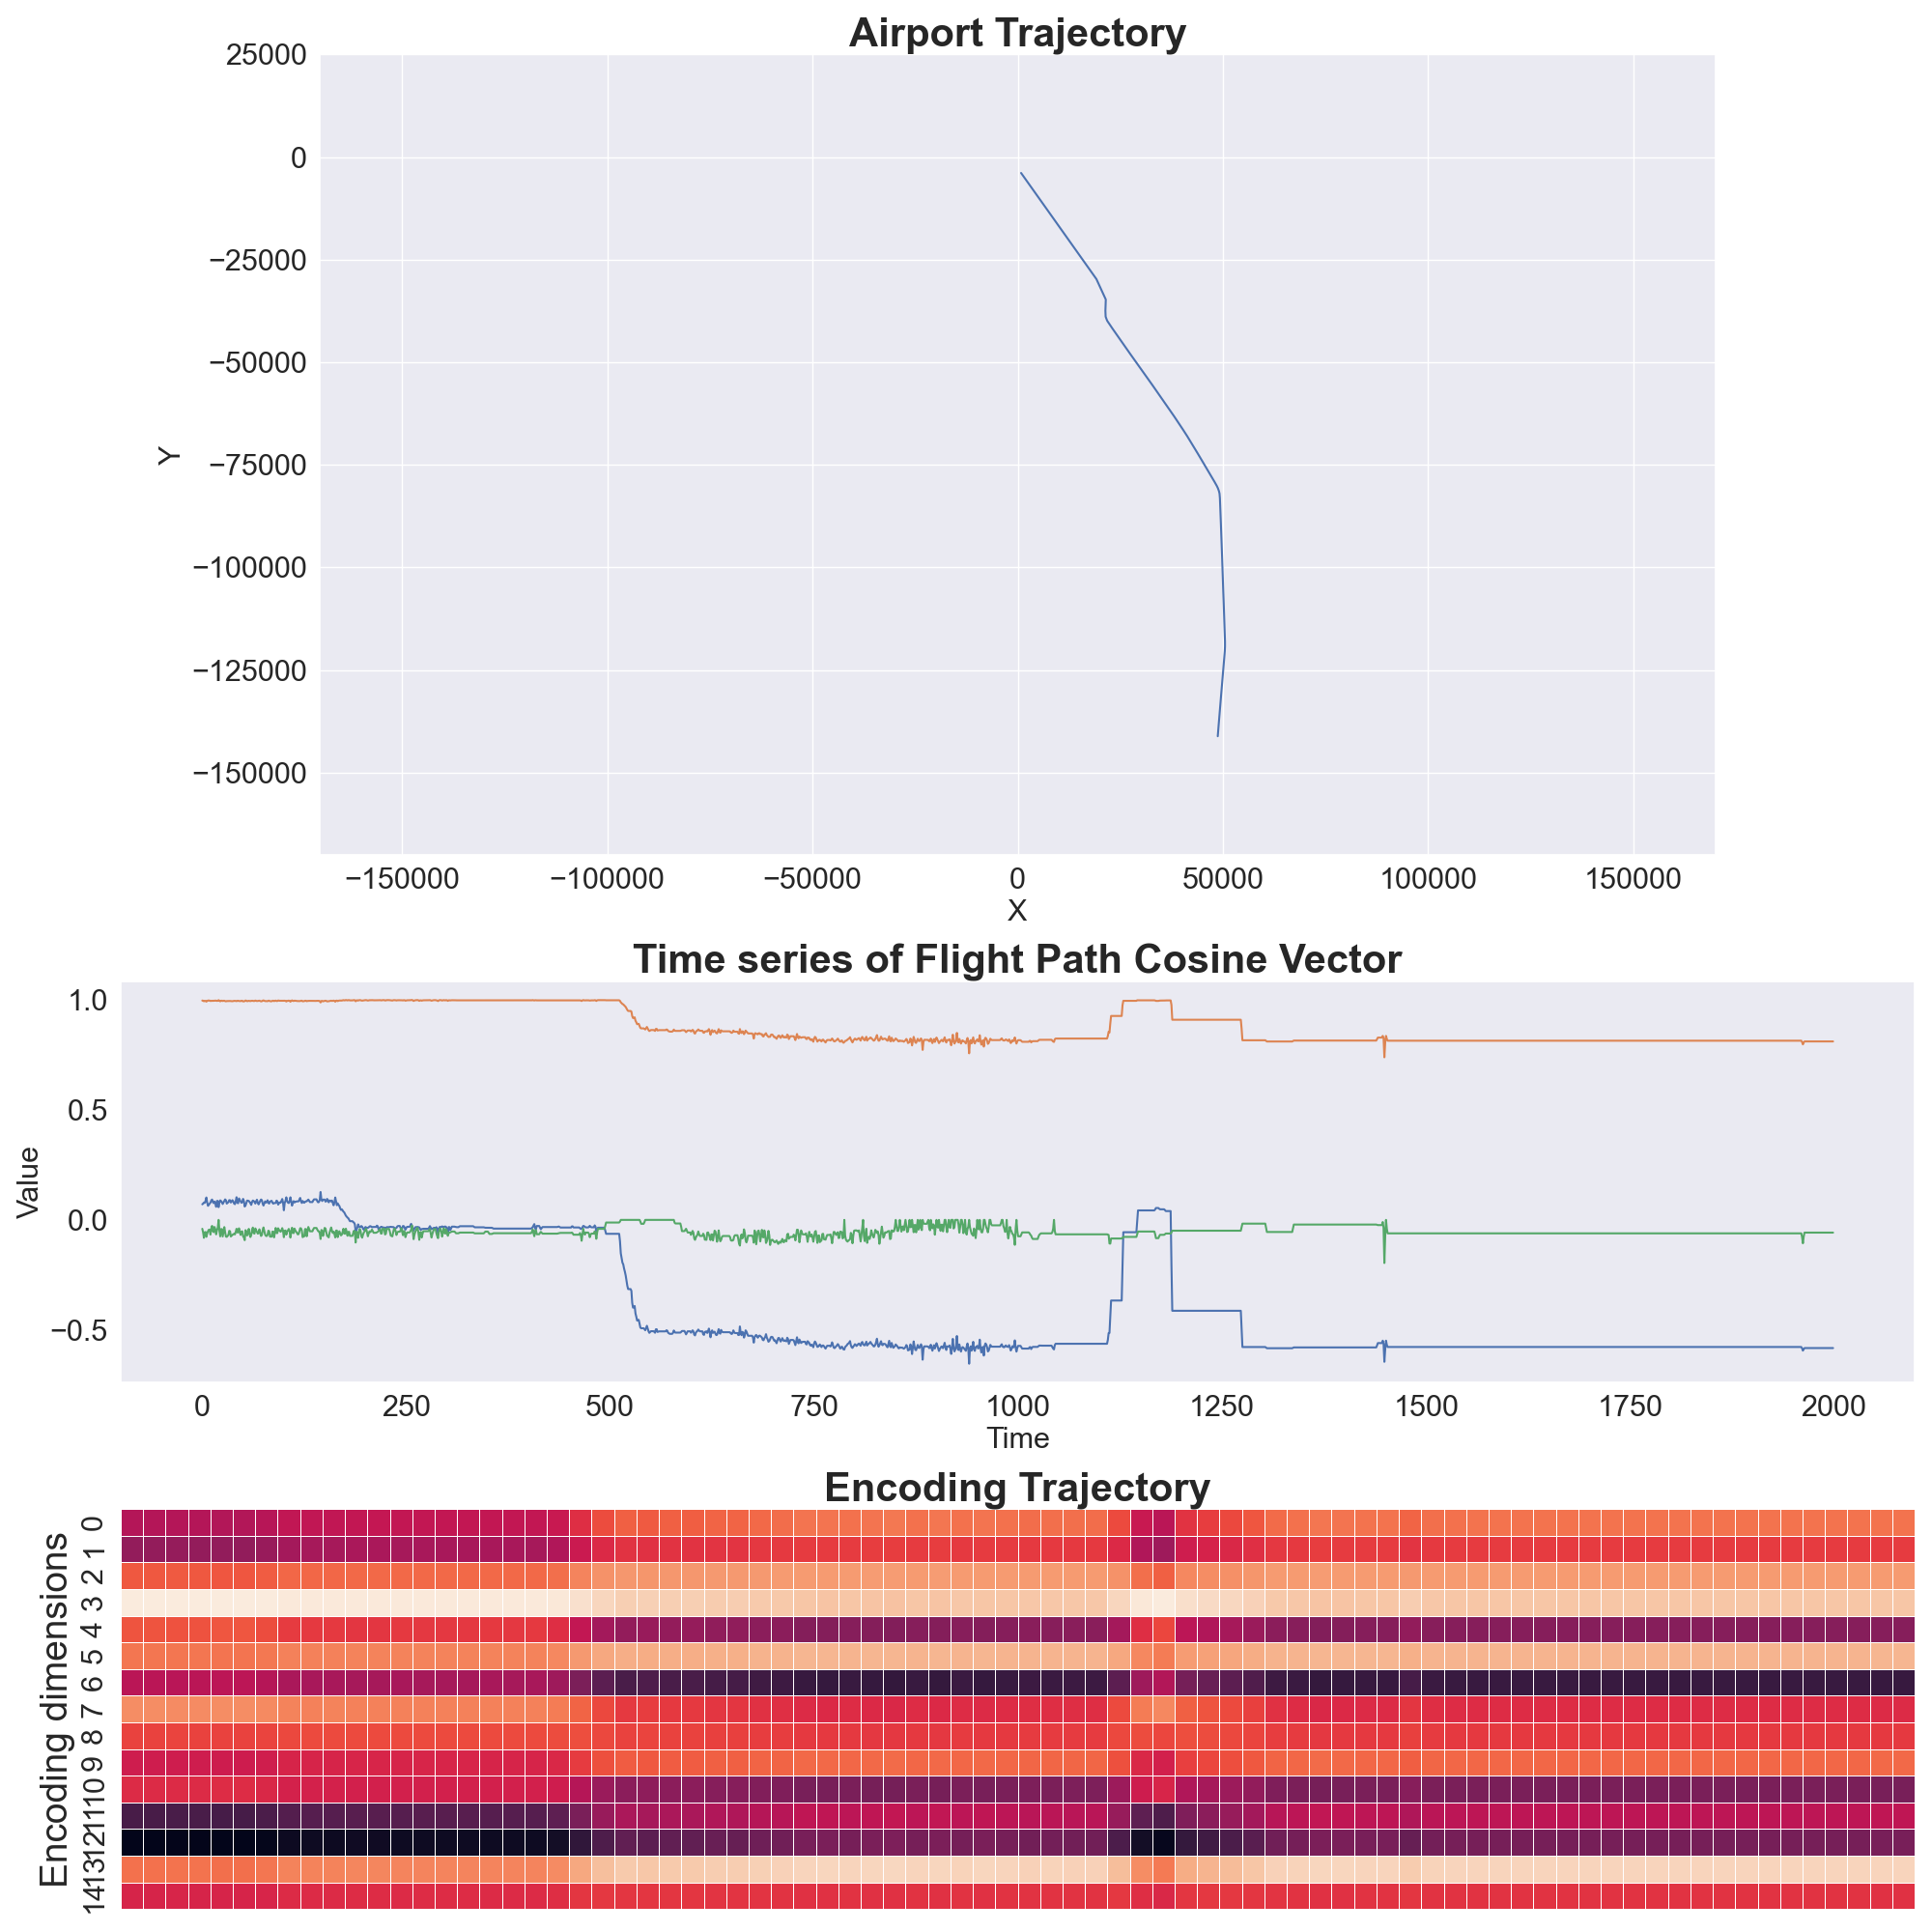 Airport Trajectory
25000
0
−25000
−50000
−75000
−100000
−125000
−150000
Y
−150000 −100000 −50000 0 50000 100000 150000
X
Time series of Flight Path Cosine Vector
1.0
0.5
0.0
−0.5
Value
0 250 500 750 1000 1250 1500 1750 2000
Time
Encoding Trajectory
Encoding dimensions
0
1
2
3
4
5
6
7
8
9
10
11
12
13
14